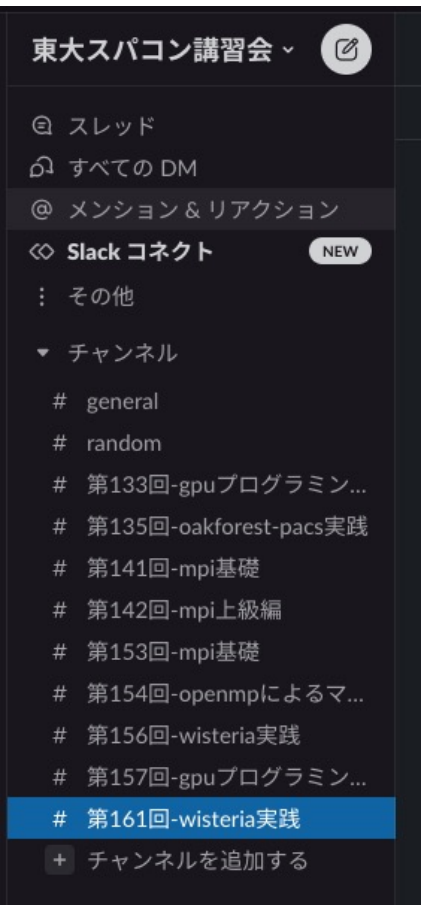 東大スパコン講習会
スレッド
すべての DM
@ メンション & リアクション
Slack コネクト NEW
その他
チャンネル
# general
# random
# 第133回-gpuプログラミン...
# 第135回-oakforest-pacs実践
# 第141回-mpi基礎
# 第142回-mpi上級編
# 第153回-mpi基礎
# 第154回-openmpによるマ...
# 第156回-wisteria実践
# 第157回-gpuプログラミン...
# 第161回-wisteria実践
+ チャンネルを追加する